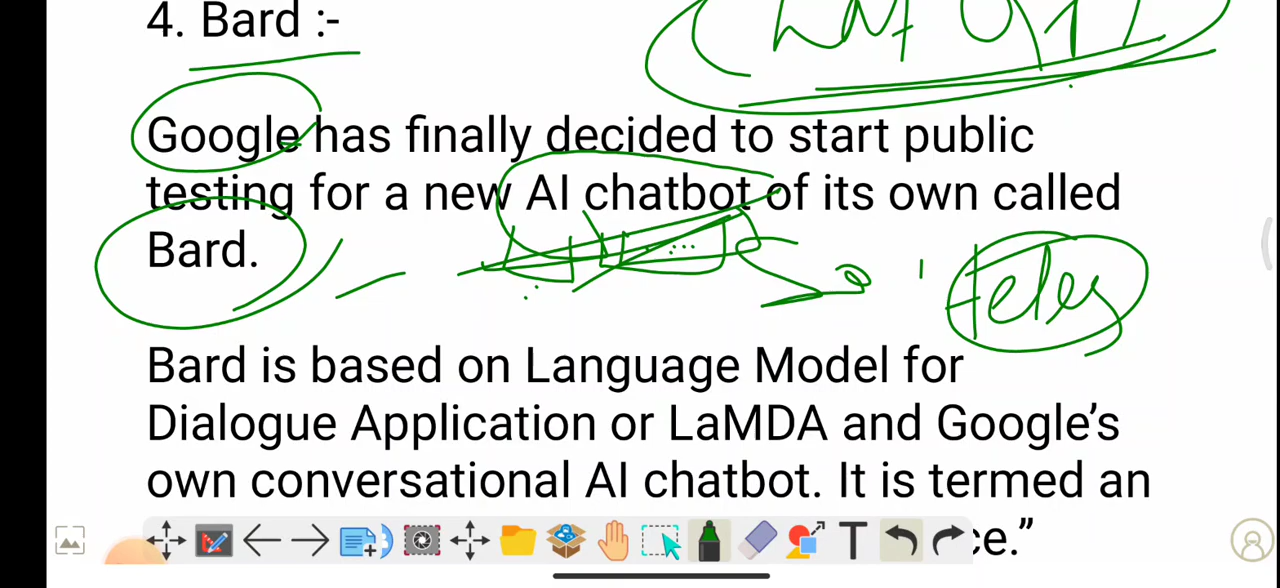 4. Bard :-
Google has finally decided to start public
testing for a new AI chatbot of its own called
Bard.
Bard is based on Language Model for
Dialogue Application or LaMDA and Google’s
own conversational AI chatbot. It is termed an
ce.”